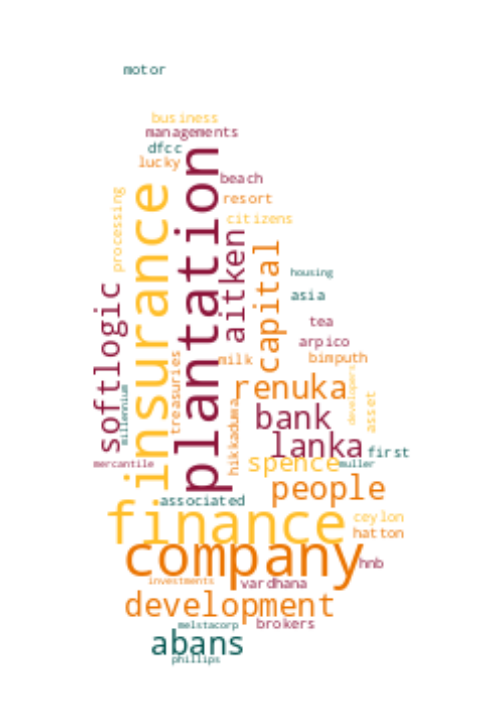 motor
business
managements
dfcc
lucky
plantation
beach
insurance
processing
resort
citizens
aitken
capital
housing
softlogic
asia
tea
arpico
treasuries
milk
bimputh
renuka
developers
millennium
asset
hikkaduma
bank
lanka
first
mercantile
spence
muller
people
associated
finance
ceylon
hatton
company
hnb
investments
vardhana
development
melstacorp
brokers
abans
phillips